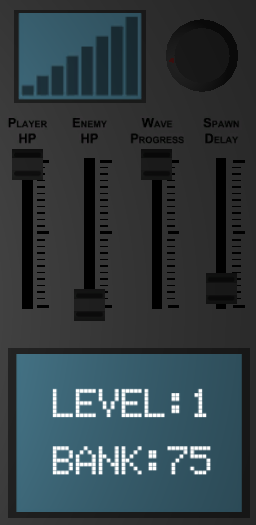 Player HP
Enemy HP
Wave Progress
Spawn Delay
LEVEL:1
BANK:75